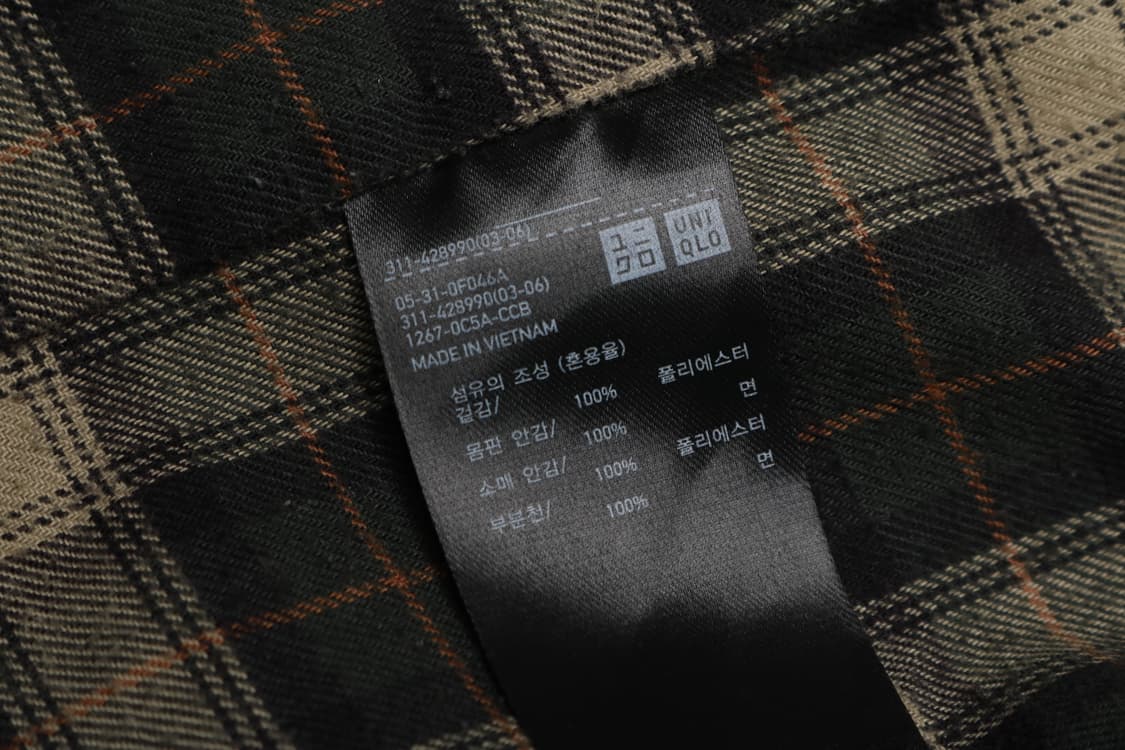 311-428990(03-06)
ユニ
クロ
UNI
QLO
05-31-0F046A
311-428990(03-06)
1267-0C5A-CCB
MADE IN VIETNAM
섬유의 조성 (혼용율)
겉감/ 100% 폴리에스터
몸판 안감/ 100% 면
소매 안감/ 100% 폴리에스터
부분천/ 100% 면